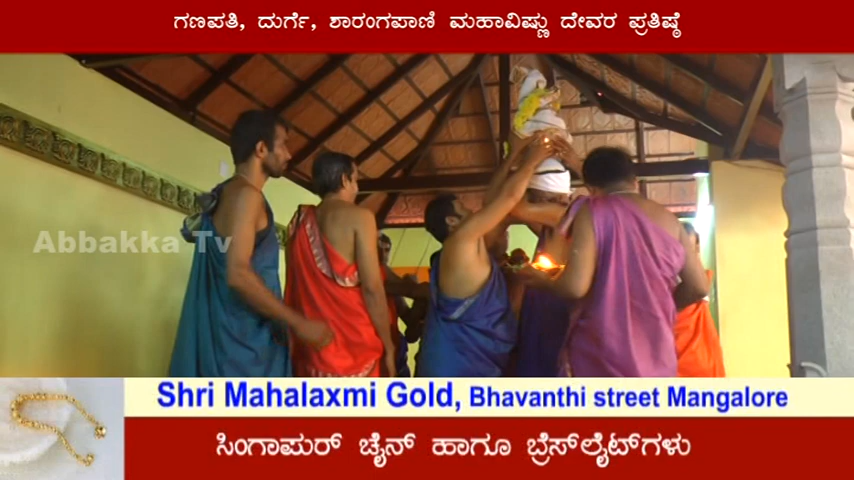 ಗಣಪತಿ, ದುರ್ಗೆ, ಶಾರಂಗಪಾಣಿ ಮಹಾವಿಷ್ಣು ದೇವರ ಪ್ರತಿಷ್ಠೆ
Abbakka Tv
Shri Mahalaxmi Gold, Bhavanthi street Mangalore
ಸಿಂಗಾಪುರ್ ಚೈನ್ ಹಾಗೂ ಬ್ರೆಸ್‌ಲೈಟ್‌ಗಳು